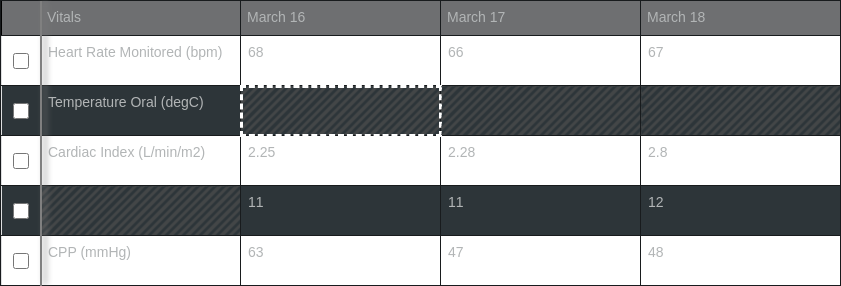 Vitals March 16 March 17 March 18
Heart Rate Monitored (bpm) 68 66 67
Temperature Oral (degC)
Cardiac Index (L/min/m2) 2.25 2.28 2.8
11 11 12
CPP (mmHg) 63 47 48